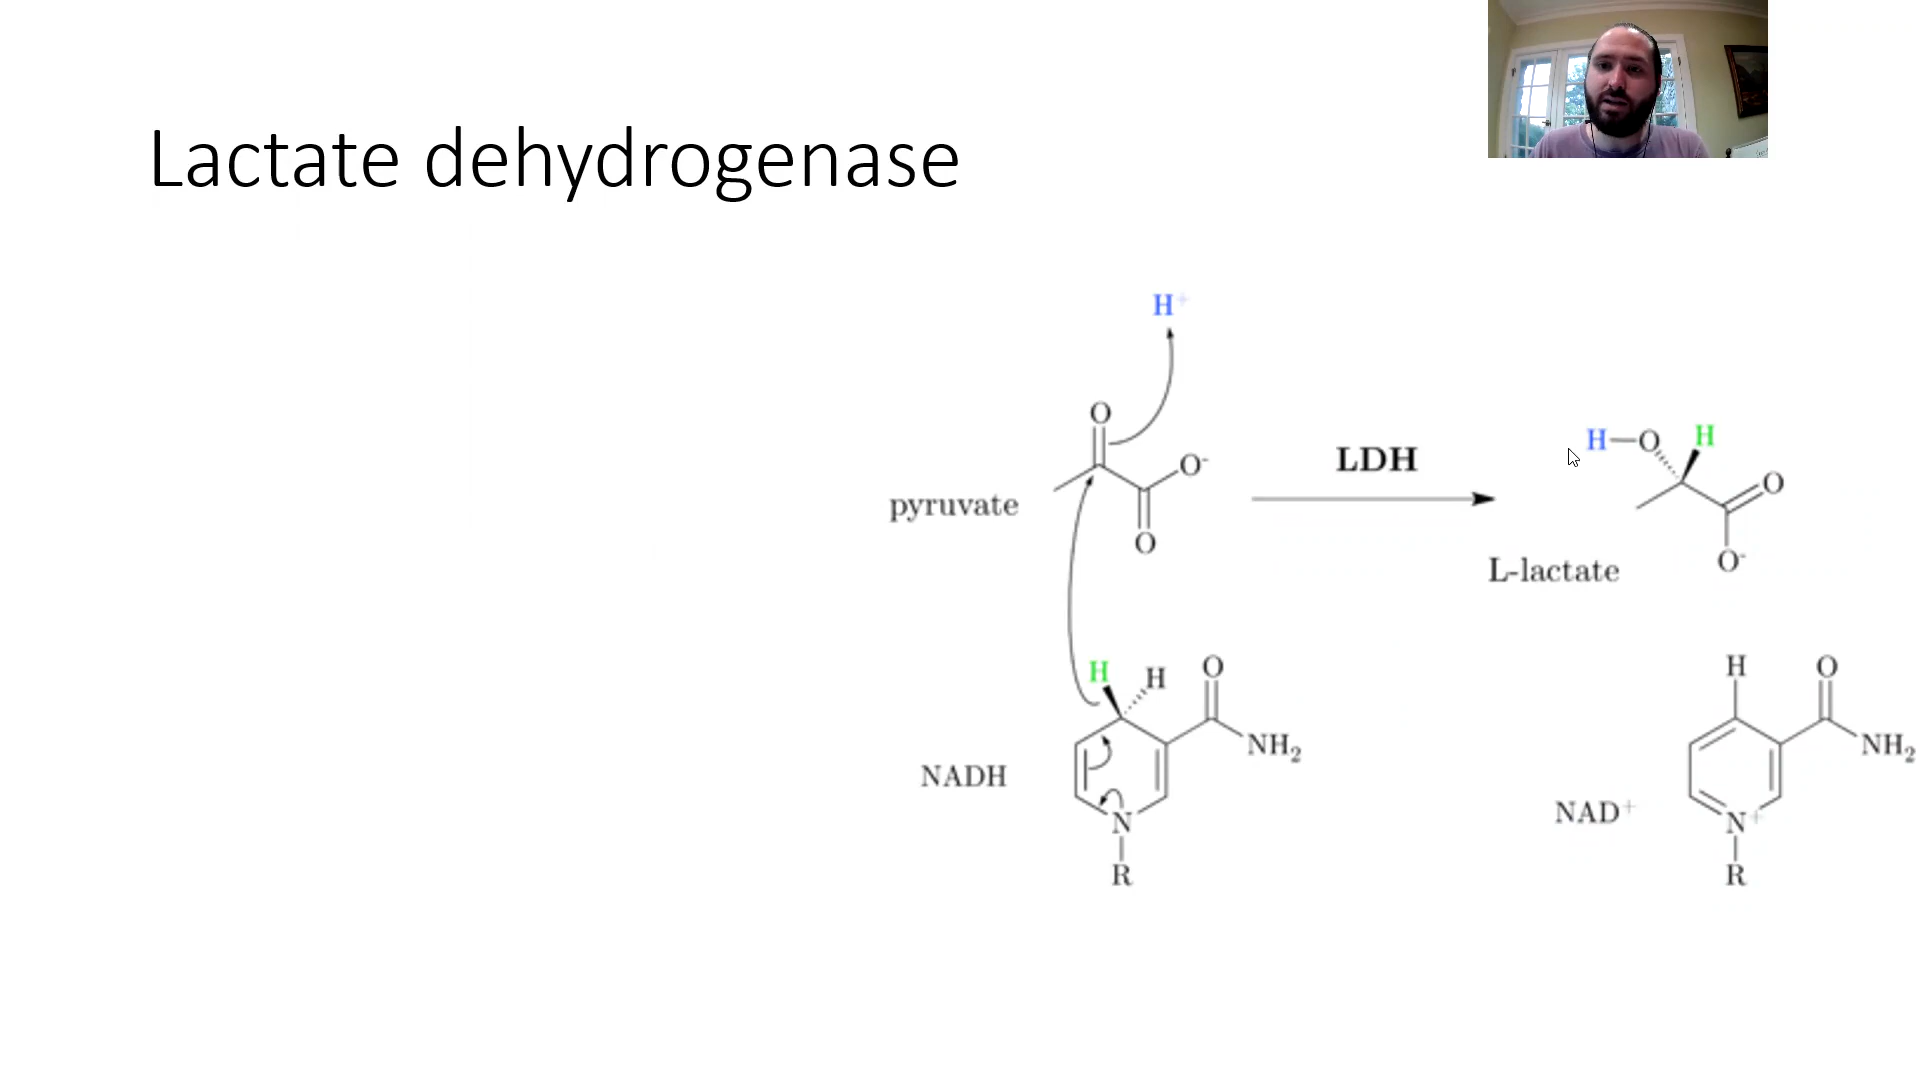 Lactate dehydrogenase
H⁺
O
O⁻
O
pyruvate
LDH
H—O
H
O
O⁻
L-lactate
H
H
O
NH₂
N
R
NADH
H
O
NH₂
N⁺
R
NAD⁺